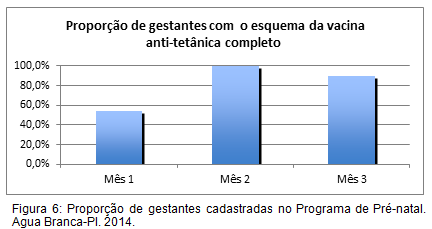 Proporção de gestantes com o esquema da vacina
anti-tetânica completo
100,0%
80,0%
60,0%
40,0%
20,0%
0,0%
Mês 1
Mês 2
Mês 3
Figura 6: Proporção de gestantes cadastradas no Programa de Pré-natal.
Agua Branca-PI. 2014.